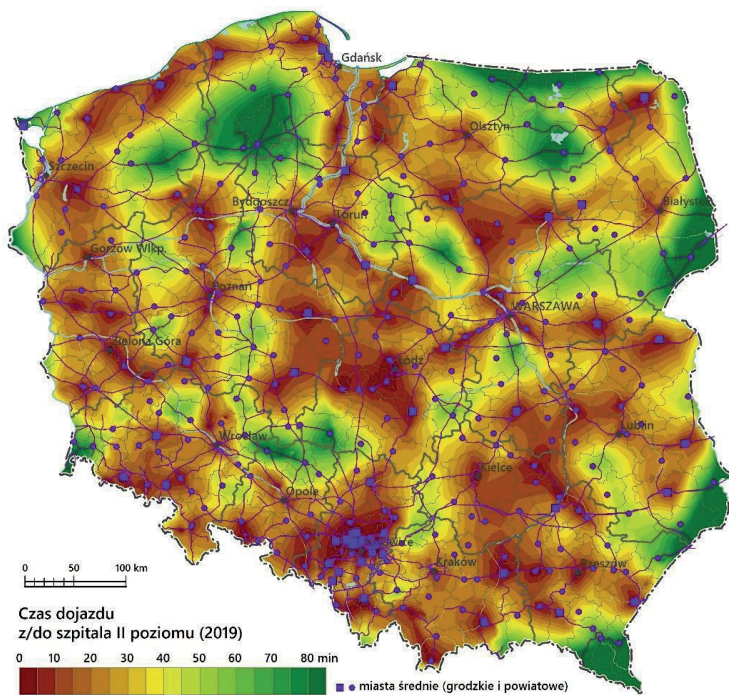 Gdańsk
Olsztyn
Szczecin
Bydgoszcz
Toruń
Białystok
Gorzów Wlkp.
Poznań
WARSZAWA
Zielona Góra
Łódź
Wrocław
Lublin
Kielce
Opole
wice
Kraków
Rzeszów
0 50 100 km
Czas dojazdu
z/do szpitala II poziomu (2019)
0 10 20 30 40 50 60 70 80 min
miasta średnie (grodzkie i powiatowe)